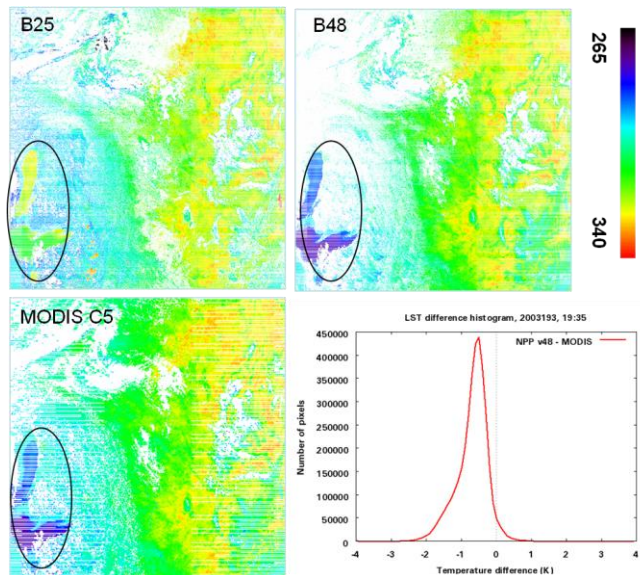 B25
B48
265
340
MODIS C5
LST difference histogram, 2003193, 19:35
NPP v48 - MODIS
450000
400000
350000
300000
250000
200000
150000
100000
50000
0
Number of pixels
-4 -3 -2 -1 0 1 2 3 4
Temperature difference (K)